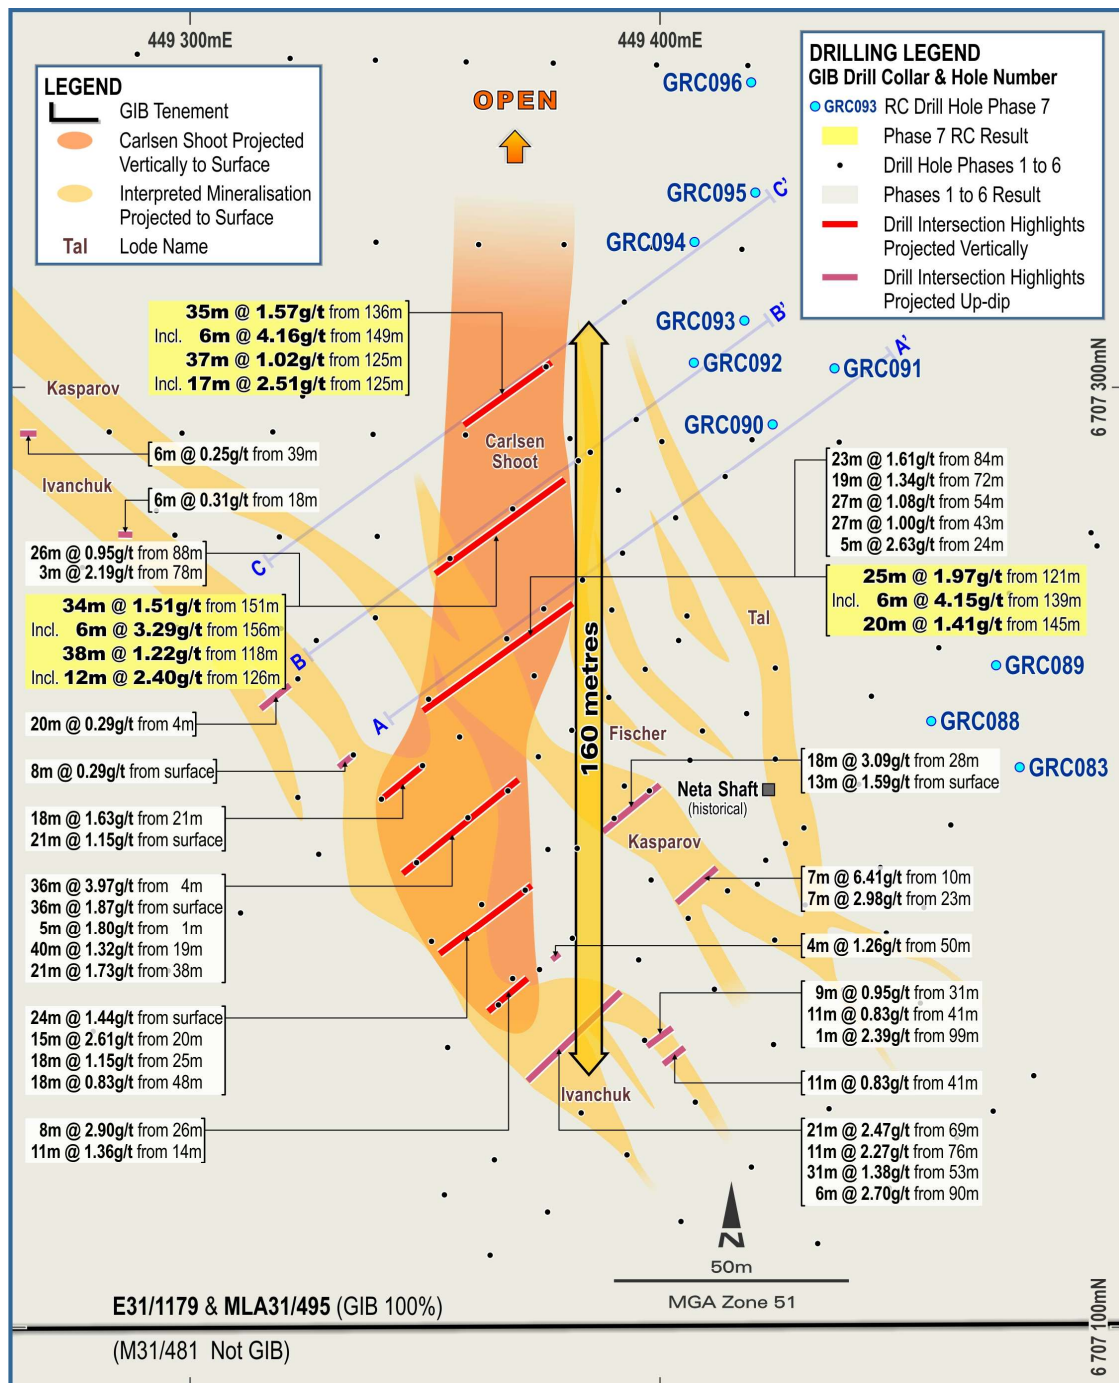 449 300mE
449 400mE
LEGEND
GIB Tenement
Carlsen Shoot Projected
Vertically to Surface
Interpreted Mineralisation
Projected to Surface
Tal Lode Name
OPEN
DRILLING LEGEND
GIB Drill Collar & Hole Number
GRC093 RC Drill Hole Phase 7
Phase 7 RC Result
Drill Hole Phases 1 to 6
Phases 1 to 6 Result
Drill Intersection Highlights
Projected Vertically
Drill Intersection Highlights
Projected Up-dip
GRC096
GRC095
C'
GRC094
GRC093
B'
GRC092
GRC091
A'
GRC090
6 707 300mN
35m @ 1.57g/t from 136m
Incl. 6m @ 4.16g/t from 149m
37m @ 1.02g/t from 125m
Incl. 17m @ 2.51g/t from 125m
Kasparov
Carlsen
Shoot
6m @ 0.25g/t from 39m
Ivanchuk
6m @ 0.31g/t from 18m
23m @ 1.61g/t from 84m
19m @ 1.34g/t from 72m
27m @ 1.08g/t from 54m
27m @ 1.00g/t from 43m
5m @ 2.63g/t from 24m
26m @ 0.95g/t from 88m
3m @ 2.19g/t from 78m
C
25m @ 1.97g/t from 121m
Incl. 6m @ 4.15g/t from 139m
20m @ 1.41g/t from 145m
34m @ 1.51g/t from 151m
Incl. 6m @ 3.29g/t from 156m
38m @ 1.22g/t from 118m
Incl. 12m @ 2.40g/t from 126m
B
Tal
GRC089
20m @ 0.29g/t from 4m
A
160 metres
Fischer
GRC088
8m @ 0.29g/t from surface
18m @ 3.09g/t from 28m
13m @ 1.59g/t from surface
GRC083
Neta Shaft
(historical)
18m @ 1.63g/t from 21m
21m @ 1.15g/t from surface
Kasparov
36m @ 3.97g/t from 4m
36m @ 1.87g/t from surface
5m @ 1.80g/t from 1m
40m @ 1.32g/t from 19m
21m @ 1.73g/t from 38m
7m @ 6.41g/t from 10m
7m @ 2.98g/t from 23m
4m @ 1.26g/t from 50m
24m @ 1.44g/t from surface
15m @ 2.61g/t from 20m
18m @ 1.15g/t from 25m
18m @ 0.83g/t from 48m
9m @ 0.95g/t from 31m
11m @ 0.83g/t from 41m
1m @ 2.39g/t from 99m
Ivanchuk
11m @ 0.83g/t from 41m
8m @ 2.90g/t from 26m
11m @ 1.36g/t from 14m
21m @ 2.47g/t from 69m
11m @ 2.27g/t from 76m
31m @ 1.38g/t from 53m
6m @ 2.70g/t from 90m
N
50m
MGA Zone 51
E31/1179 & MLA31/495 (GIB 100%)
(M31/481 Not GIB)
6 707 100mN